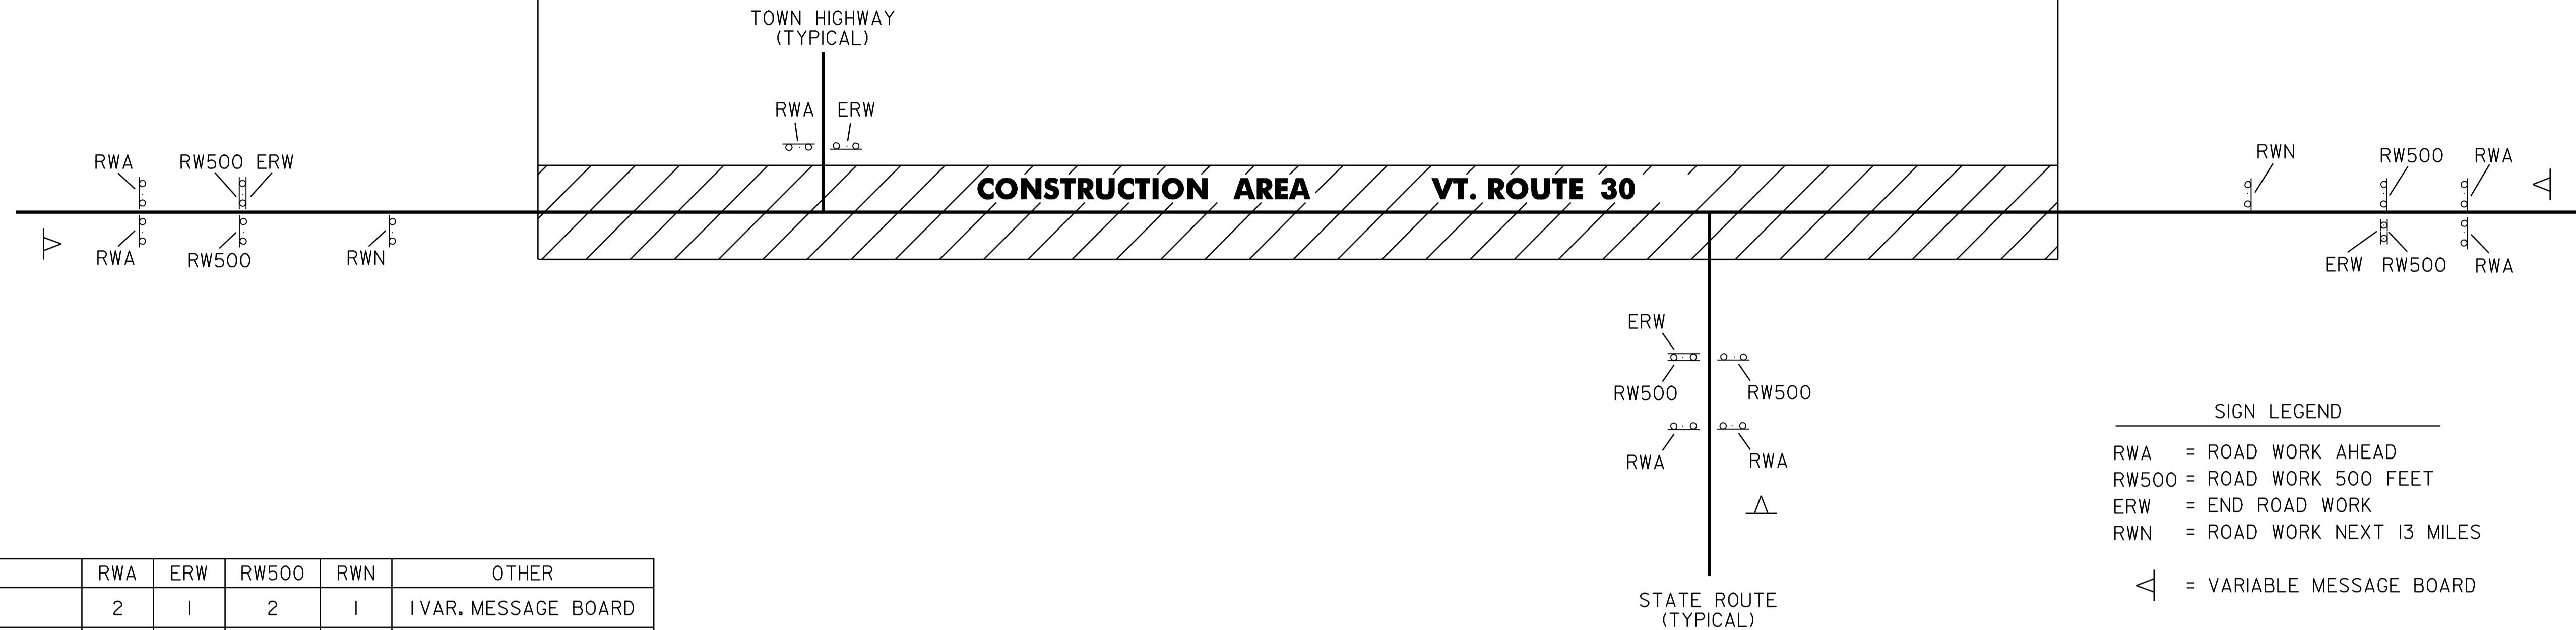 TOWN HIGHWAY
(TYPICAL)
RWA ERW
RWA RW500 ERW
CONSTRUCTION AREA VT. ROUTE 30
RWN RW500 RWA
RWA RW500 RWN
ERW RW500 RWA
ERW
RW500 RW500
RWA RWA
STATE ROUTE
(TYPICAL)
SIGN LEGEND
RWA = ROAD WORK AHEAD
RW500 = ROAD WORK 500 FEET
ERW = END ROAD WORK
RWN = ROAD WORK NEXT 13 MILES
= VARIABLE MESSAGE BOARD
RWA ERW RW500 RWN OTHER
2 1 2 1 1 VAR. MESSAGE BOARD